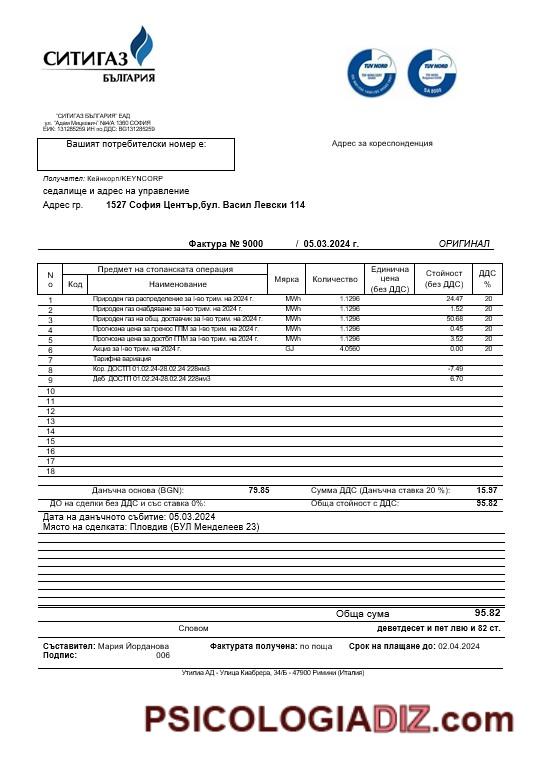 СИТИГАЗ
БЪЛГАРИЯ
TUV NORD
TUV NORD
SA 8000
"СИТИГАЗ БЪЛГАРИЯ" ЕАД
ул. "Адам Мицкевич" №4/А 1360 СОФИЯ
ЕИК: 131285259 ИН по ДДС: BG131285259
Вашият потребителски номер е:
Адрес за кореспонденция
Получател: Кейнкорп/KEYNCORP
седалище и адрес на управление
Адрес гр. 1527 София Център,бул. Васил Левски 114
Фактура № 9000 / 05.03.2024 г. ОРИГИНАЛ
No Предмет на стопанската операция Мярка Количество Единична цена (без ДДС) Стойност (без ДДС) ДДС %
Код Наименование
1 Природен газ распределение за I-во трим. на 2024 г. MWh 1.1296 24.47 20
2 Природен газ снабдяване за I-во трим. на 2024 г. MWh 1.1296 1.52 20
3 Природен газ на общ. доставчик за I-во трим. на 2024 г. MWh 1.1296 50.68 20
4 Прогнозна цена за пренос ГПМ за I-во трим. на 2024 г. MWh 1.1296 0.45 20
5 Прогнозна цена за достъп ГПМ за I-во трим. на 2024 г. MWh 1.1296 3.52 20
6 Акциз за I-во трим. на 2024 г. GJ 4.0560 0.00 20
7 Тарифна вариация
8 Кор. ДОСТП 01.02.24-28.02.24 228нм3 -7.49
9 Деб. ДОСТП 01.02.24-28.02.24 228нм3 6.70
10
11
12
13
14
15
16
17
18
Данъчна основа (BGN): 79.85 Сумма ДДС (Данъчна ставка 20 %): 15.97
ДО на сделки без ДДС и със ставка 0%: Обща стойност с ДДС: 95.82
Дата на данъчното събитие: 05.03.2024
Място на сделката: Пловдив (БУЛ Менделеев 23)
Обща сума 95.82
Словом деветдесет и пет лвю и 82 ст.
Съставител: Мария Йорданова Фактурата получена: по поща Срок на плащане до: 02.04.2024
Подпис: 006
Утилиа АД - Улица Киабрера, 34/Б - 47900 Римини (Италия)
PSICOLOGIADIZ.com